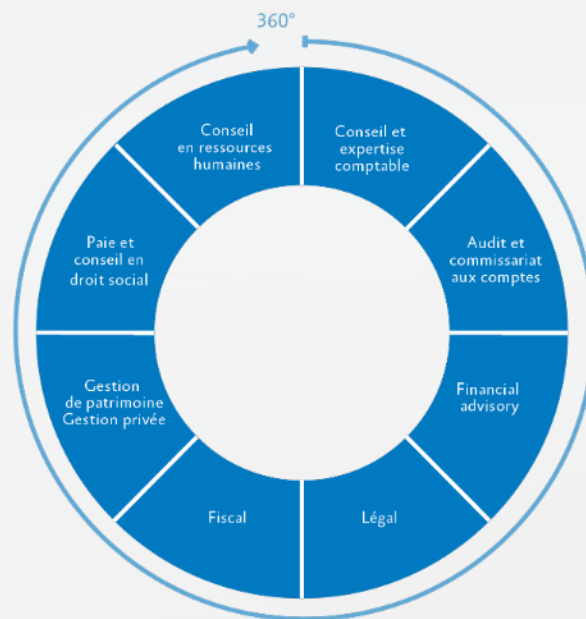 360°
Conseil et
expertise
comptable
Audit et
commissariat
aux comptes
Financial
advisory
Légal
Fiscal
Gestion
de patrimoine
Gestion privée
Paie et
conseil en
droit social
Conseil
en ressources
humaines